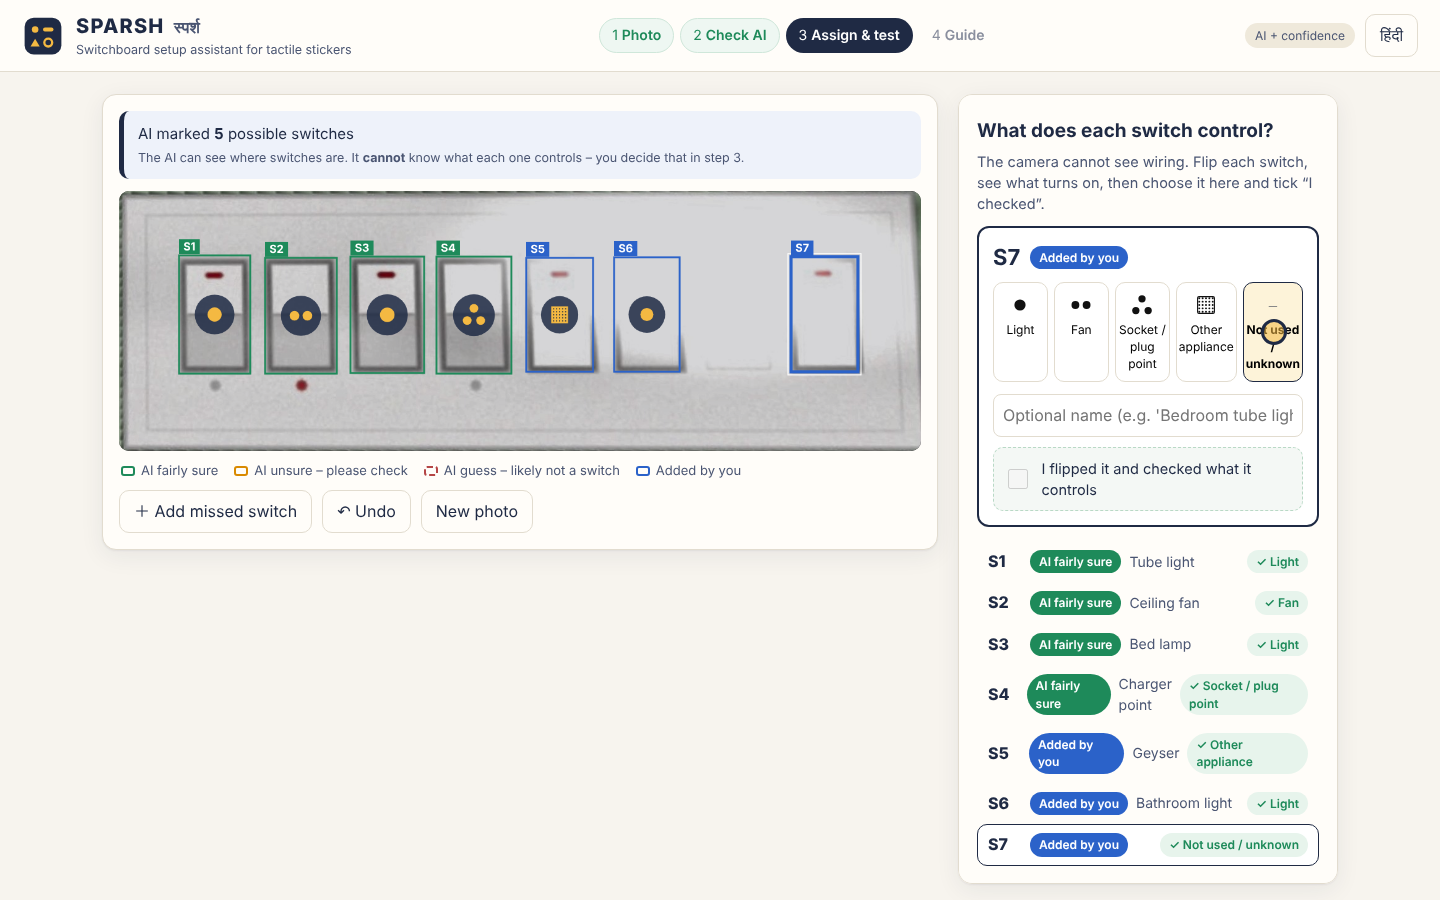 SPARSH स्पर्श
Switchboard setup assistant for tactile stickers
1 Photo
2 Check AI
3 Assign & test
4 Guide
AI + confidence
हिंदी
AI marked 5 possible switches
The AI can see where switches are. It cannot know what each one controls – you decide that in step 3.
S1
S2
S3
S4
S5
S6
S7
AI fairly sure
AI unsure – please check
AI guess – likely not a switch
Added by you
+ Add missed switch
↶ Undo
New photo
What does each switch control?
The camera cannot see wiring. Flip each switch,
see what turns on, then choose it here and tick “I
checked”.
S7 Added by you
Light
Fan
Socket /
plug
point
Other
appliance
–
Not used
/
unknown
Optional name (e.g. 'Bedroom tube ligh
I flipped it and checked what it
controls
S1 AI fairly sure Tube light ✓ Light
S2 AI fairly sure Ceiling fan ✓ Fan
S3 AI fairly sure Bed lamp ✓ Light
S4 AI fairly
sure
Charger
point
✓ Socket / plug
point
S5 Added by
you
Geyser
✓ Other
appliance
S6 Added by you Bathroom light ✓ Light
S7 Added by you ✓ Not used / unknown